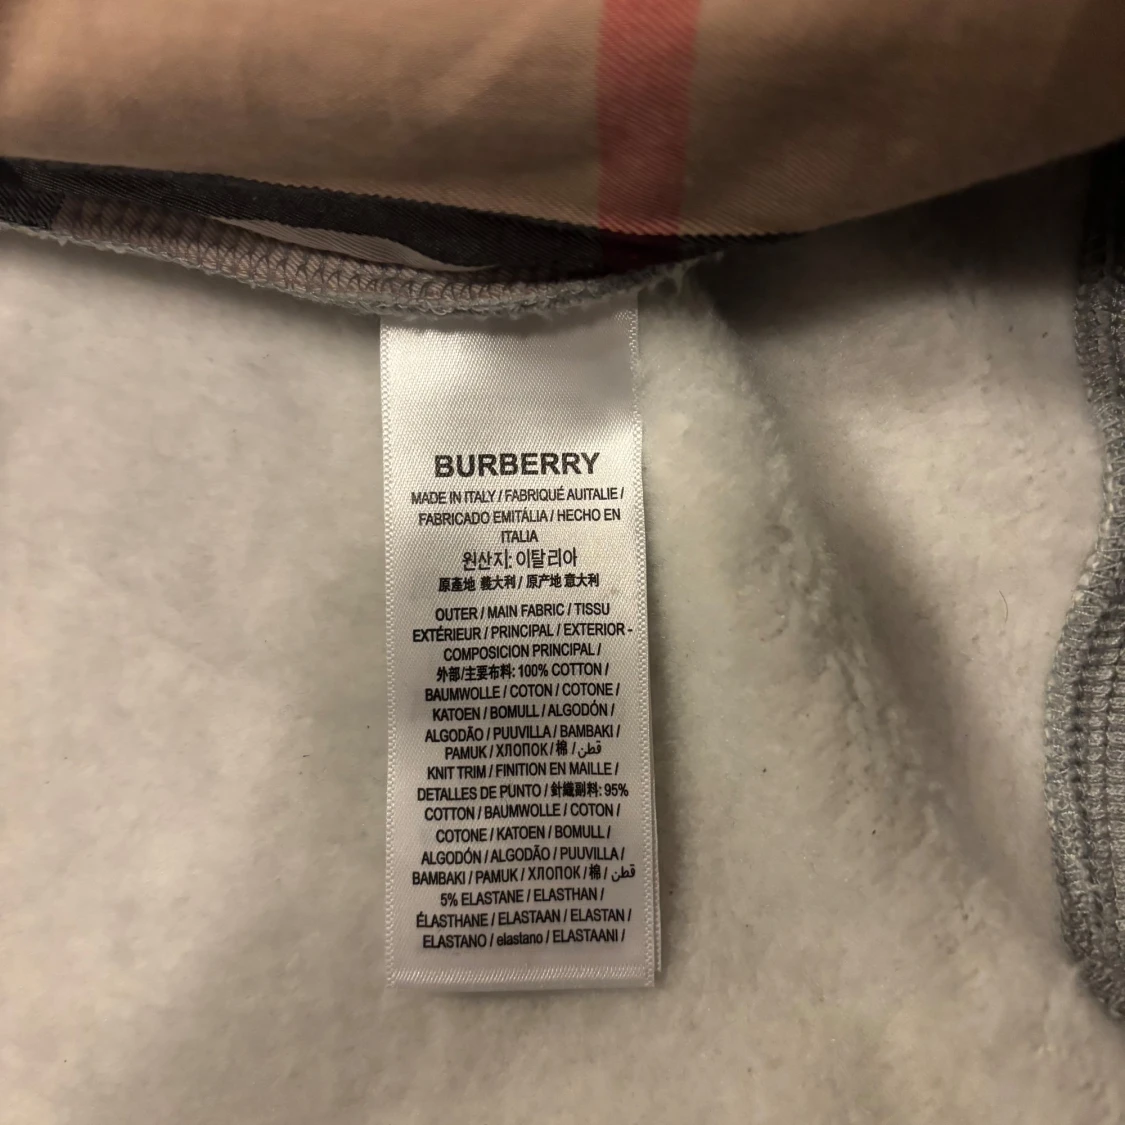 BURBERRY
MADE IN ITALY / FABRIQUÉ AUITALIE /
FABRICADO EMITÁLIA / HECHO EN
ITALIA
원산지: 이탈리아
原產地 義大利 / 原产地 意大利
OUTER / MAIN FABRIC / TISSU
EXTÉRIEUR / PRINCIPAL / EXTERIOR -
COMPOSICION PRINCIPAL /
外部/主要布料: 100% COTTON /
BAUMWOLLE / COTON / COTONE /
KATOEN / BOMULL / ALGODÓN /
ALGODÃO / PUUVILLA / BAMBAKI /
PAMUK / ХЛОПОК / 棉 / قطن
KNIT TRIM / FINITION EN MAILLE /
DETALLES DE PUNTO / 針織副料: 95%
COTTON / BAUMWOLLE / COTON /
COTONE / KATOEN / BOMULL /
ALGODÓN / ALGODÃO / PUUVILLA /
BAMBAKI / PAMUK / ХЛОПОК / 棉 / قطن
5% ELASTANE / ELASTHAN /
ÉLASTHANE / ELASTAAN / ELASTAN /
ELASTANO / elastano / ELASTAANI /